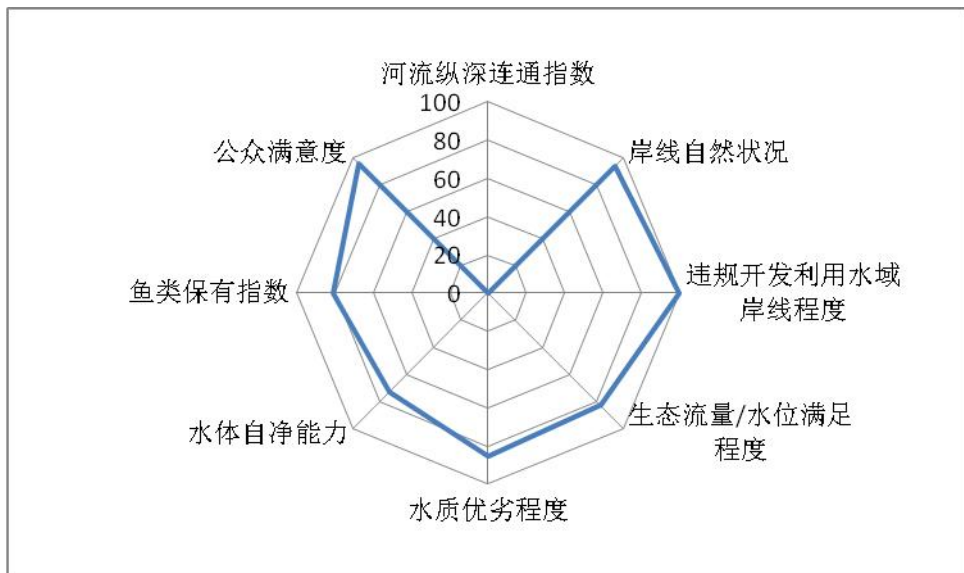 河流纵深连通指数
100
80
60
40
20
0
岸线自然状况
违规开发利用水域
岸线程度
生态流量/水位满足
程度
水质优劣程度
水体自净能力
鱼类保有指数
公众满意度